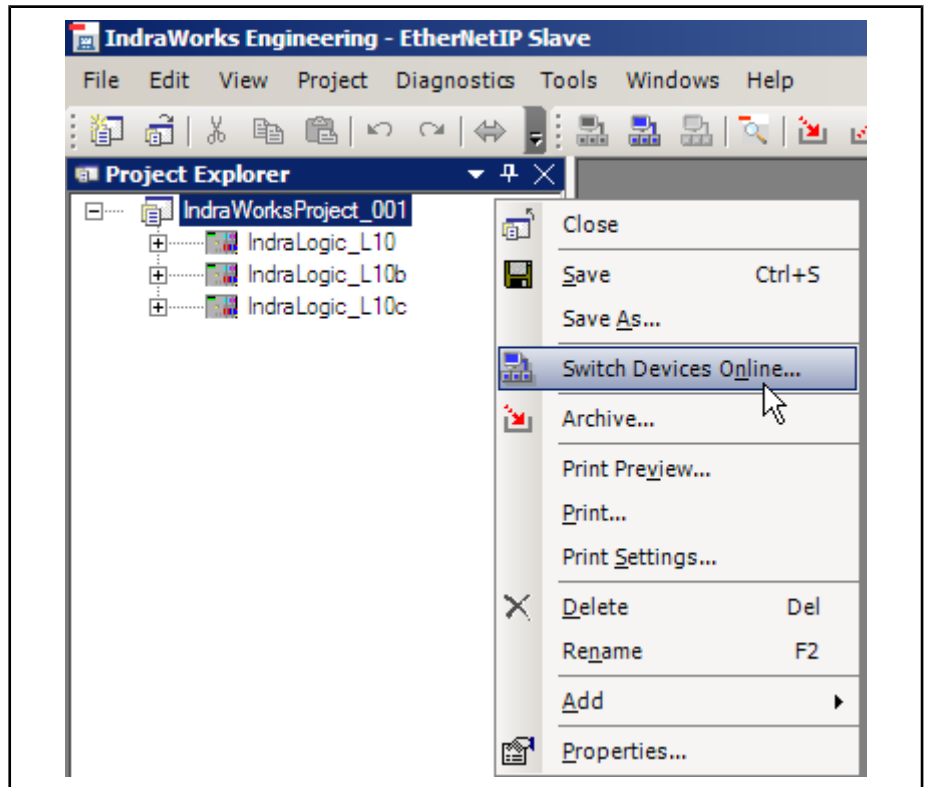 IndraWorks Engineering - EtherNetIP Slave
File Edit View Project Diagnostics Tools Windows Help
Project Explorer
IndraWorksProject_001
IndraLogic_L10
IndraLogic_L10b
IndraLogic_L10c
Close
Save Ctrl+S
Save As...
Switch Devices Online...
Archive...
Print Preview...
Print...
Print Settings...
Delete Del
Rename F2
Add
Properties...